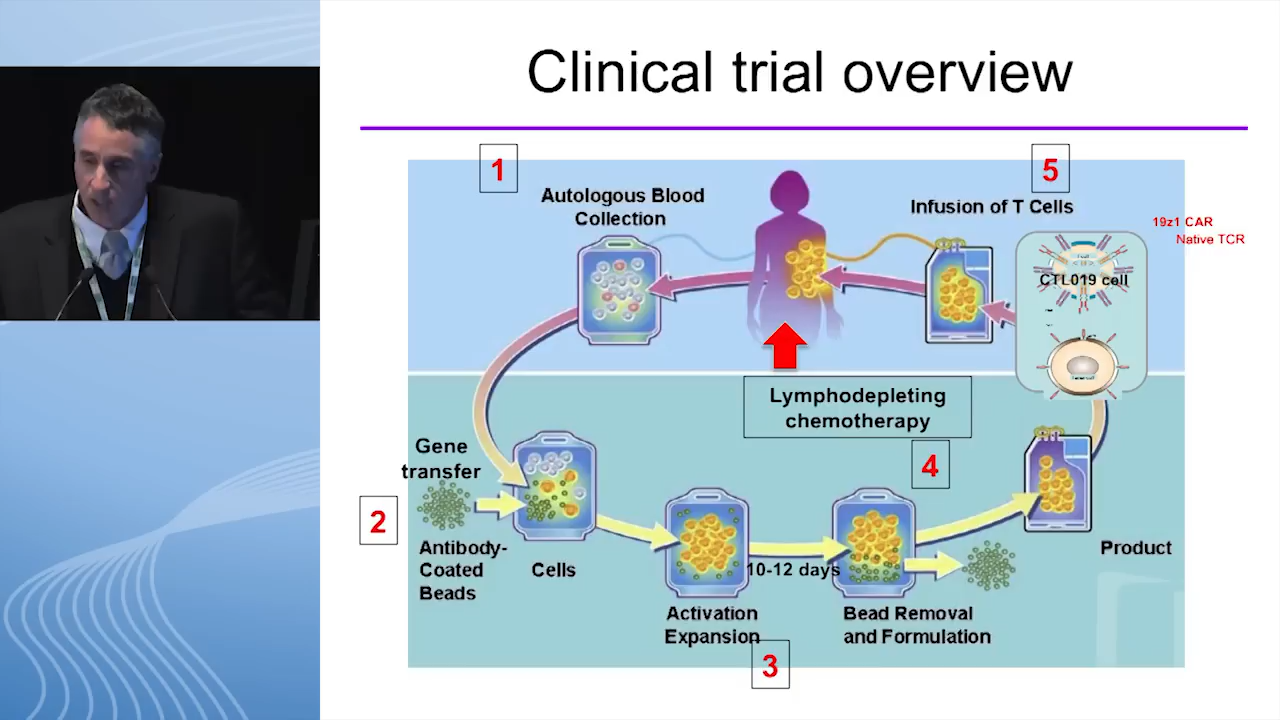 Clinical trial overview
1
5
Autologous Blood
Collection
Infusion of T Cells
19z1 CAR
Native TCR
CTL019 cell
Lymphodepleting
chemotherapy
Gene
transfer
4
2
Antibody-
Coated
Beads
Cells
10-12 days
Product
Activation
Expansion
Bead Removal
and Formulation
3